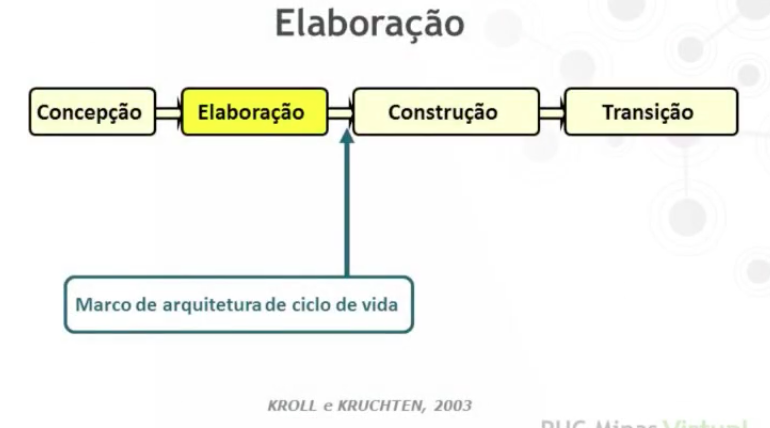 Elaboração
Concepção Elaboração Construção Transição
Marco de arquitetura de ciclo de vida
KROLL e KRUCHTEN, 2003
PUC Minas Virtual